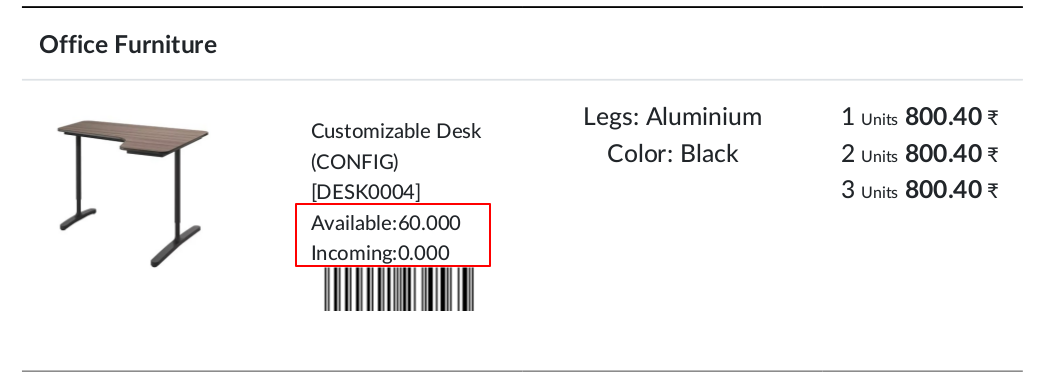 Office Furniture
Customizable Desk
(CONFIG)
[DESK0004]
Available:60.000
Incoming:0.000
Legs: Aluminium
Color: Black
1 Units 800.40 ₹
2 Units 800.40 ₹
3 Units 800.40 ₹